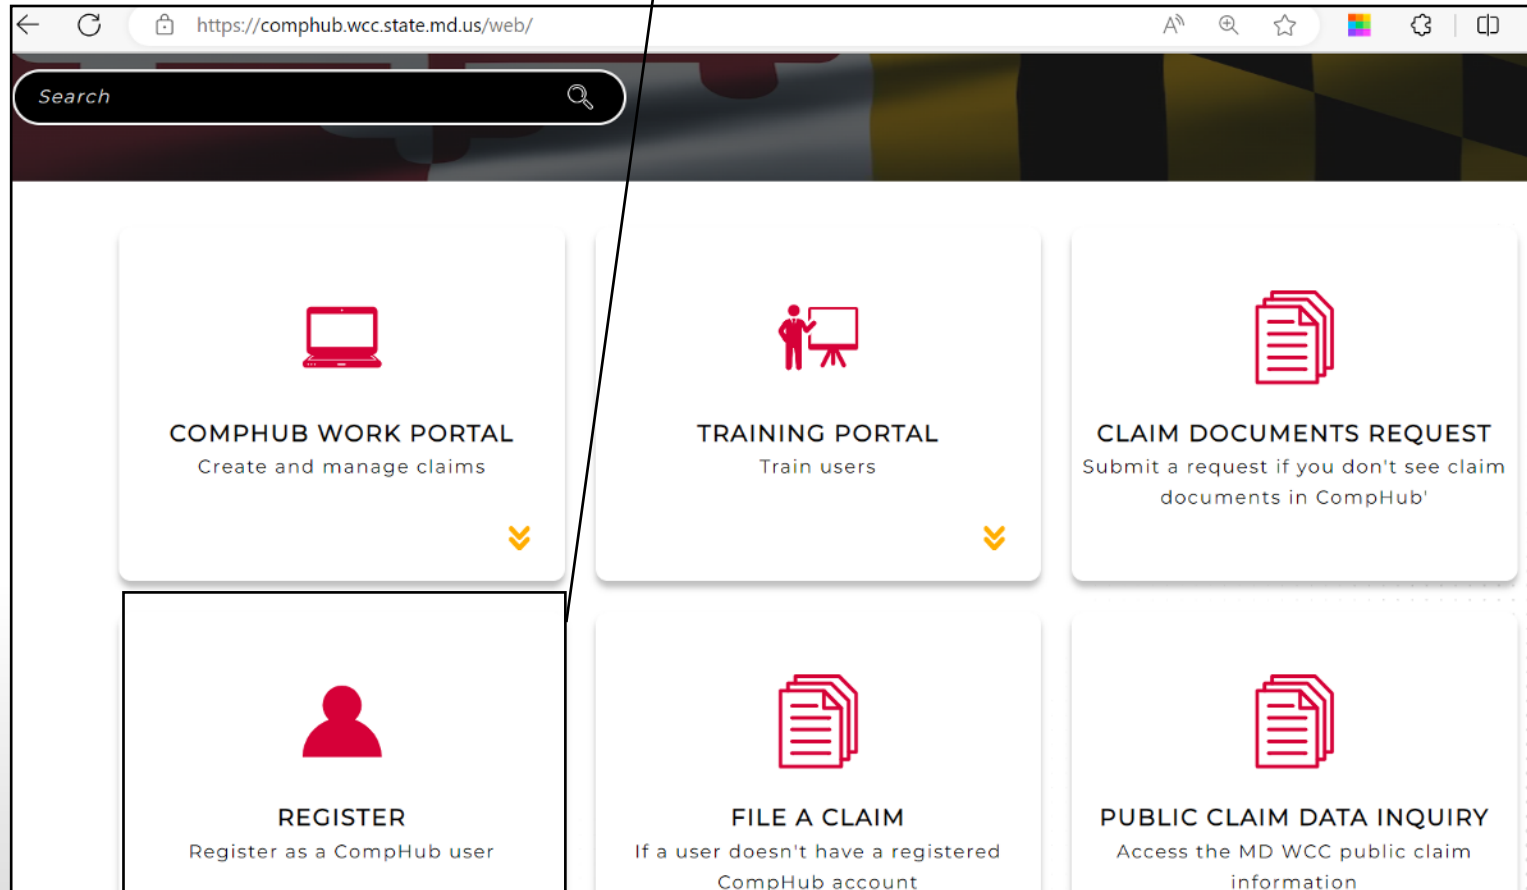 https://comphub.wcc.state.md.us/web/
Search
COMPHUB WORK PORTAL
Create and manage claims
TRAINING PORTAL
Train users
CLAIM DOCUMENTS REQUEST
Submit a request if you don't see claim
documents in CompHub'
REGISTER
Register as a CompHub user
FILE A CLAIM
If a user doesn't have a registered
CompHub account
PUBLIC CLAIM DATA INQUIRY
Access the MD WCC public claim
information